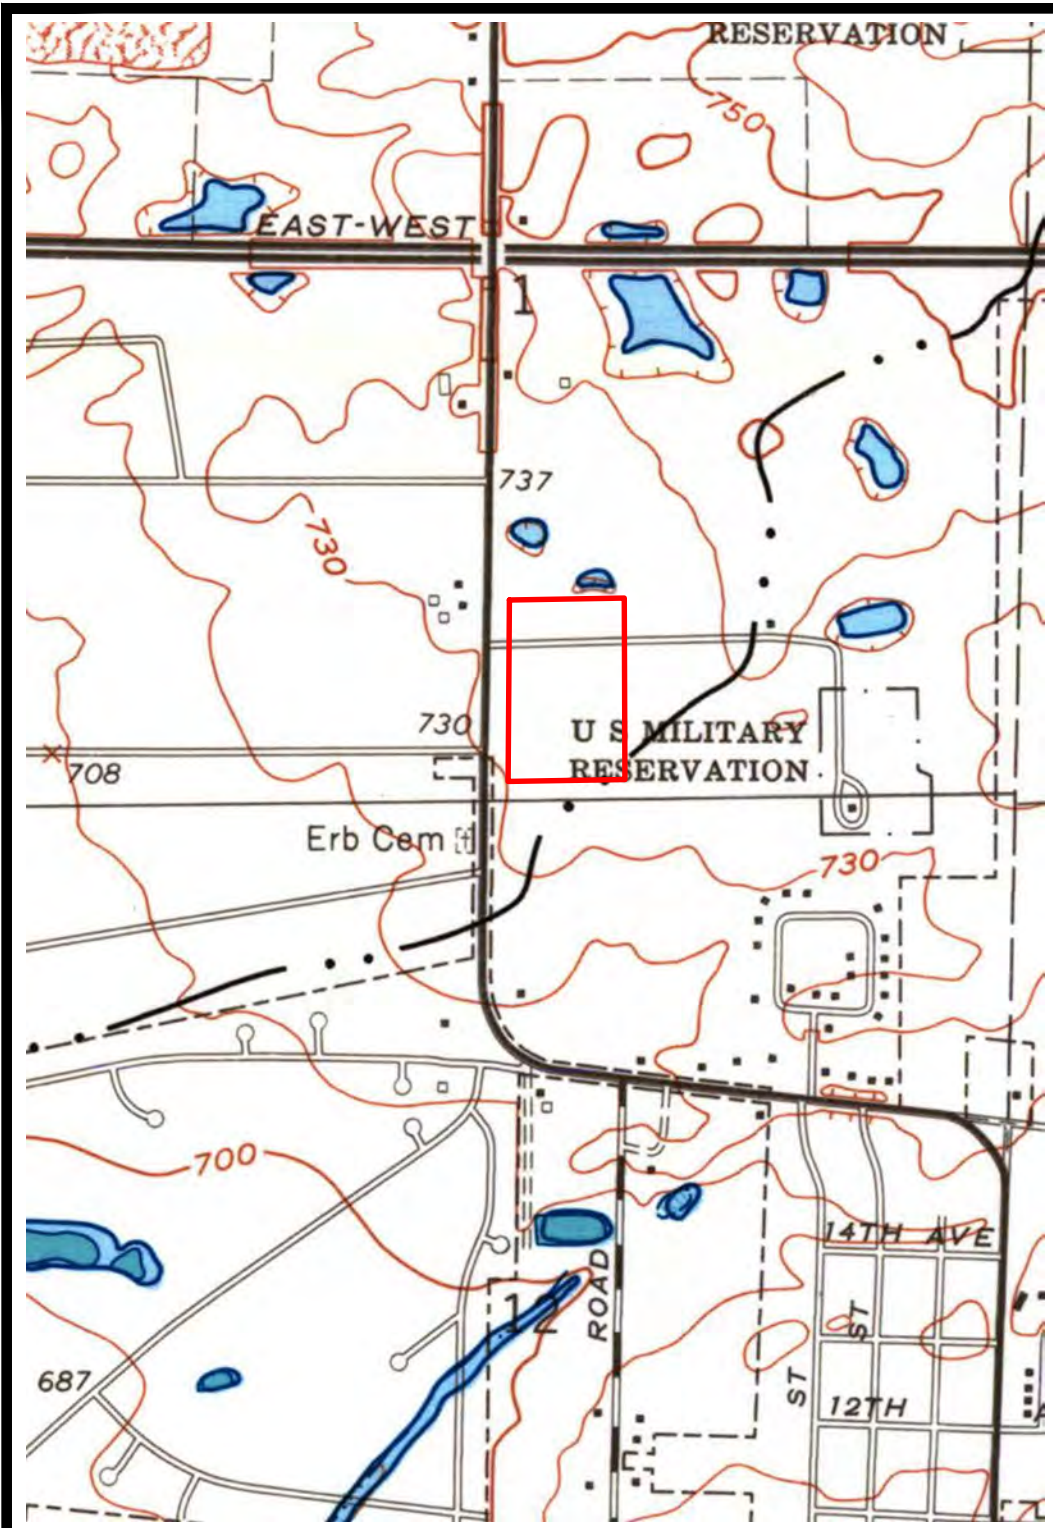 RESERVATION
750
EAST-WEST
1
737
730
730
U S MILITARY
RESERVATION
708
Erb Cem
730
700
14TH AVE
ROAD
12
ST
687
ST
12TH